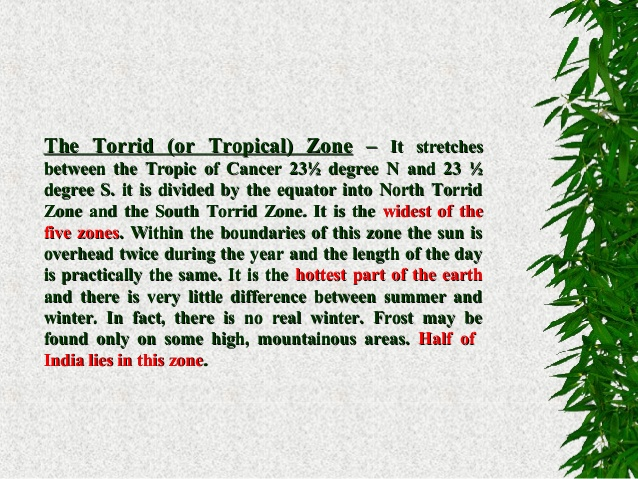 The Torrid (or Tropical) Zone – It stretches
between the Tropic of Cancer 23½ degree N and 23 ½
degree S. it is divided by the equator into North Torrid
Zone and the South Torrid Zone. It is the widest of the
five zones. Within the boundaries of this zone the sun is
overhead twice during the year and the length of the day
is practically the same. It is the hottest part of the earth
and there is very little difference between summer and
winter. In fact, there is no real winter. Frost may be
found only on some high, mountainous areas. Half of
India lies in this zone.